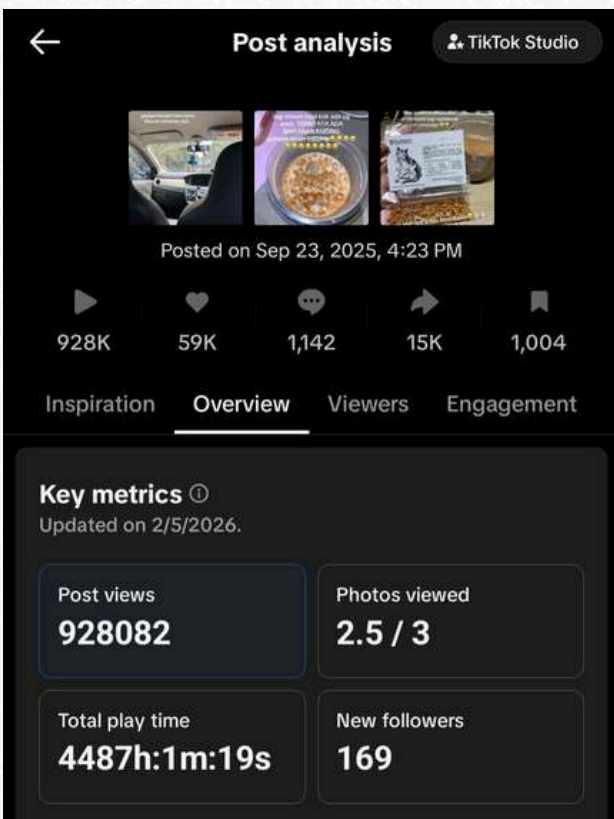 Post analysis
TikTok Studio
Posted on Sep 23, 2025, 4:23 PM
928K 59K 1,142 15K 1,004
Inspiration Overview Viewers Engagement
Key metrics
Updated on 2/5/2026.
Post views
928082
Photos viewed
2.5 / 3
Total play time
4487h:1m:19s
New followers
169